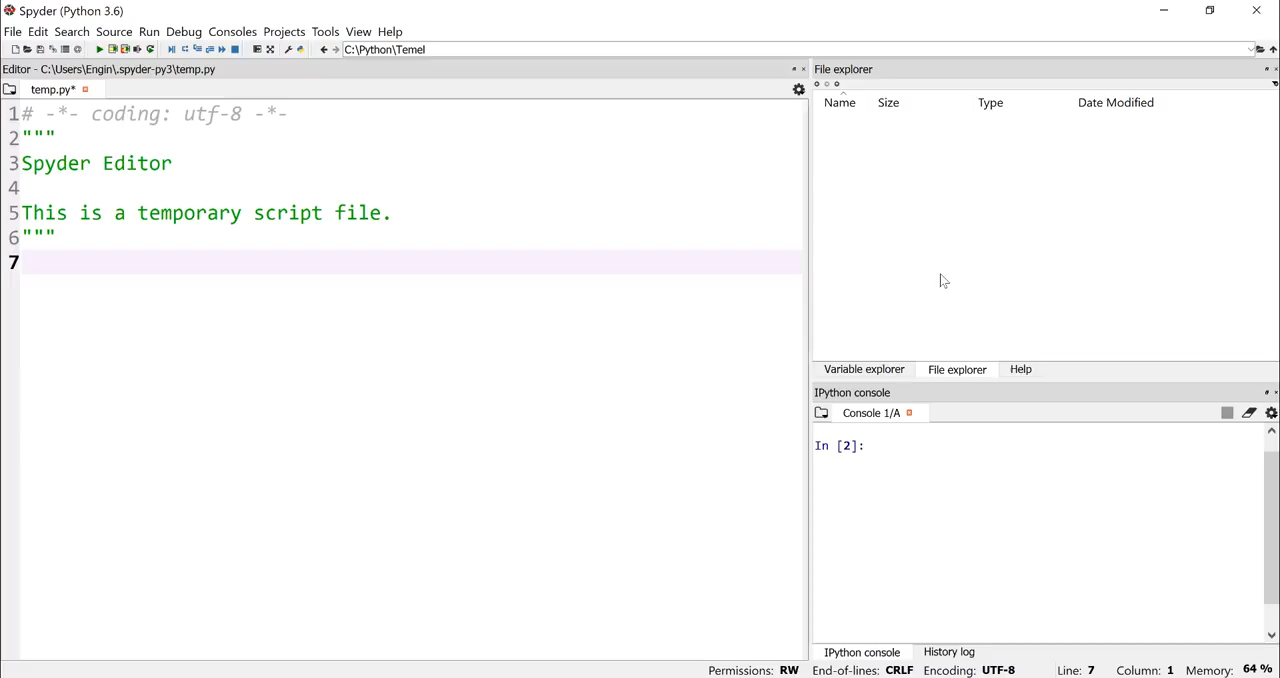 Spyder (Python 3.6)
File Edit Search Source Run Debug Consoles Projects Tools View Help
C:\Python\Temel
Editor - C:\Users\Engin\.spyder-py3\temp.py
temp.py*
1# -*- coding: utf-8 -*-
2"""
3Spyder Editor
4
5This is a temporary script file.
6"""
7
File explorer
Name Size Type Date Modified
Variable explorer File explorer Help
IPython console
Console 1/A
In [2]:
IPython console History log
Permissions: RW End-of-lines: CRLF Encoding: UTF-8 Line: 7 Column: 1 Memory: 64 %